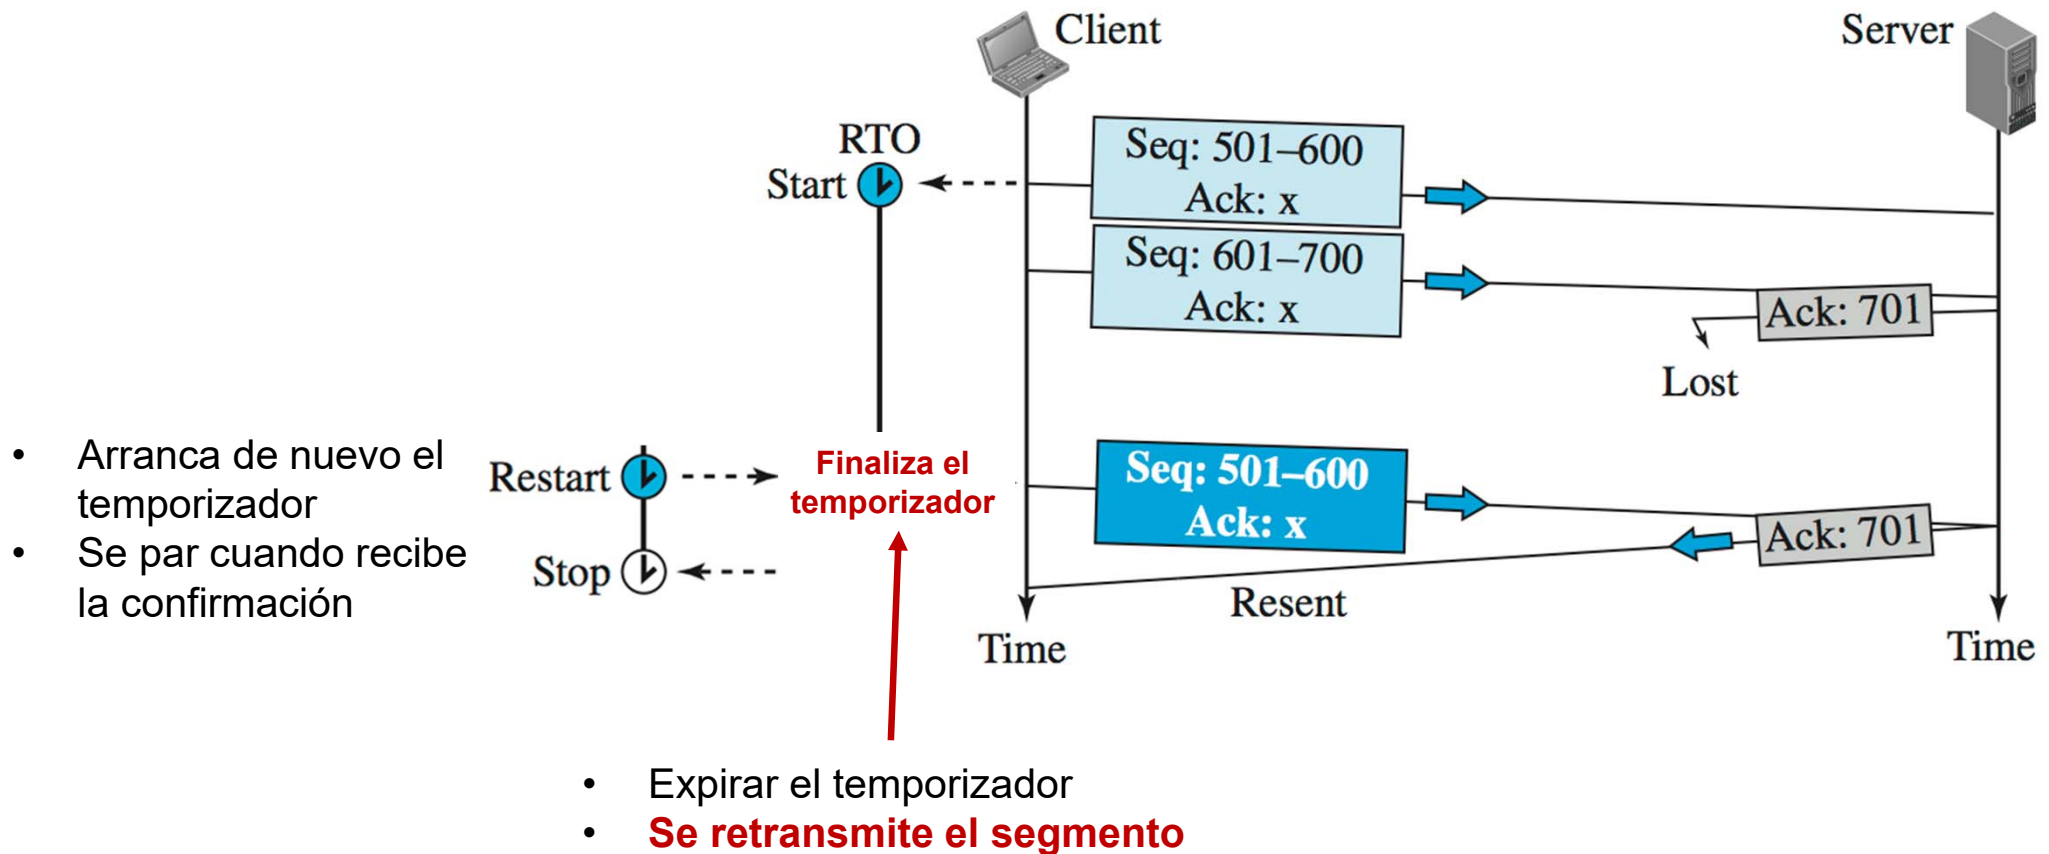 Client
Server
RTO
Start
Seq: 501–600
Ack: x
Seq: 601–700
Ack: x
Ack: 701
Lost
• Arranca de nuevo el
temporizador
• Se par cuando recibe
la confirmación
Restart
Stop
Finaliza el
temporizador
Seq: 501–600
Ack: x
Ack: 701
Resent
Time
Time
• Expirar el temporizador
• Se retransmite el segmento